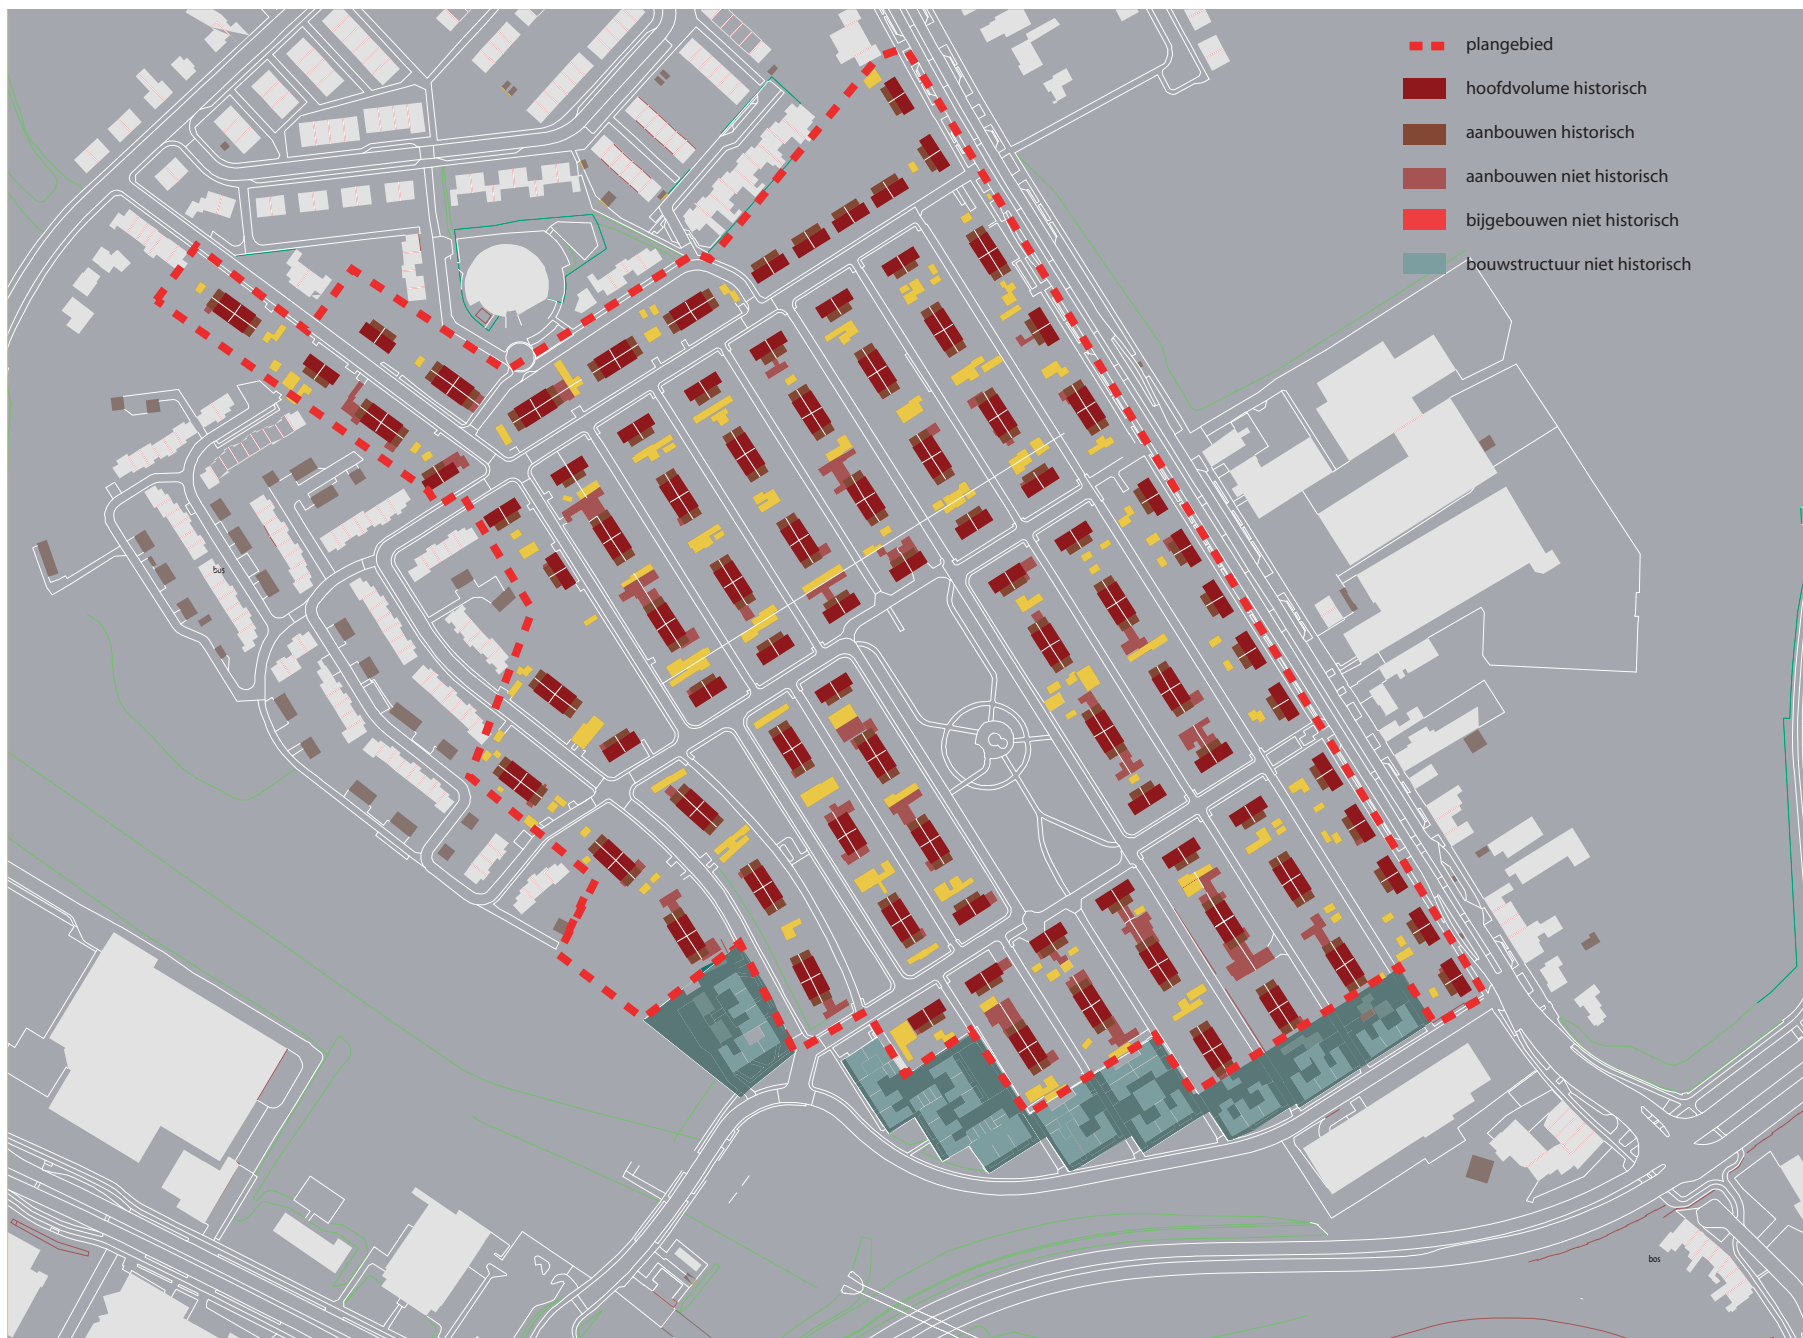 plangebied
hoofdvolume historisch
aanbouwen historisch
aanbouwen niet historisch
bijgebouwen niet historisch
bouwstructuur niet historisch
bus
bos